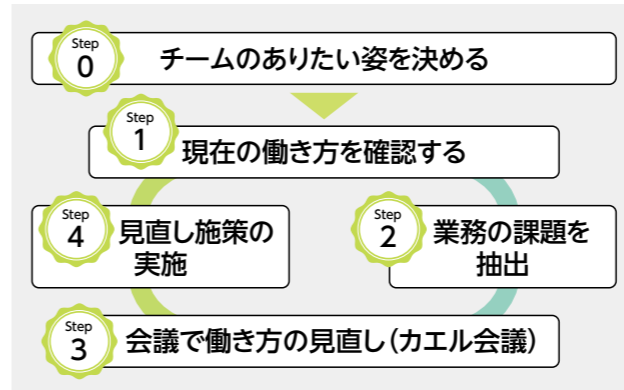 Step
0
チームのありたい姿を決める
Step
1
現在の働き方を確認する
Step
4
見直し施策の
実施
Step
2
業務の課題を
抽出
Step
3
会議で働き方の見直し(カエル会議)